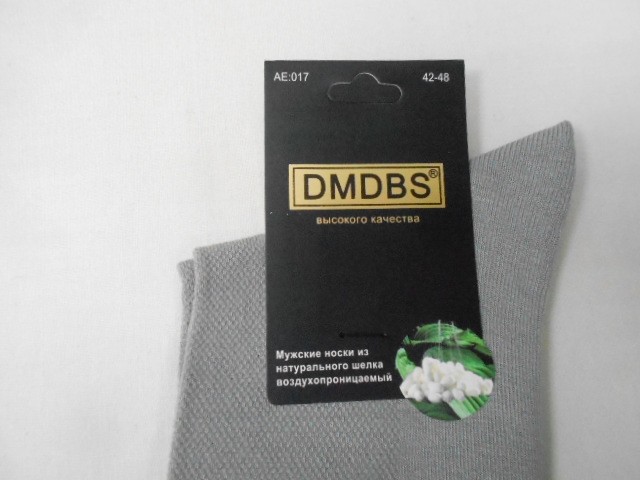 AE:017 42-48
DMDBS®
высокого качества
Мужские носки из
натурального шелка
воздухопроницаемый